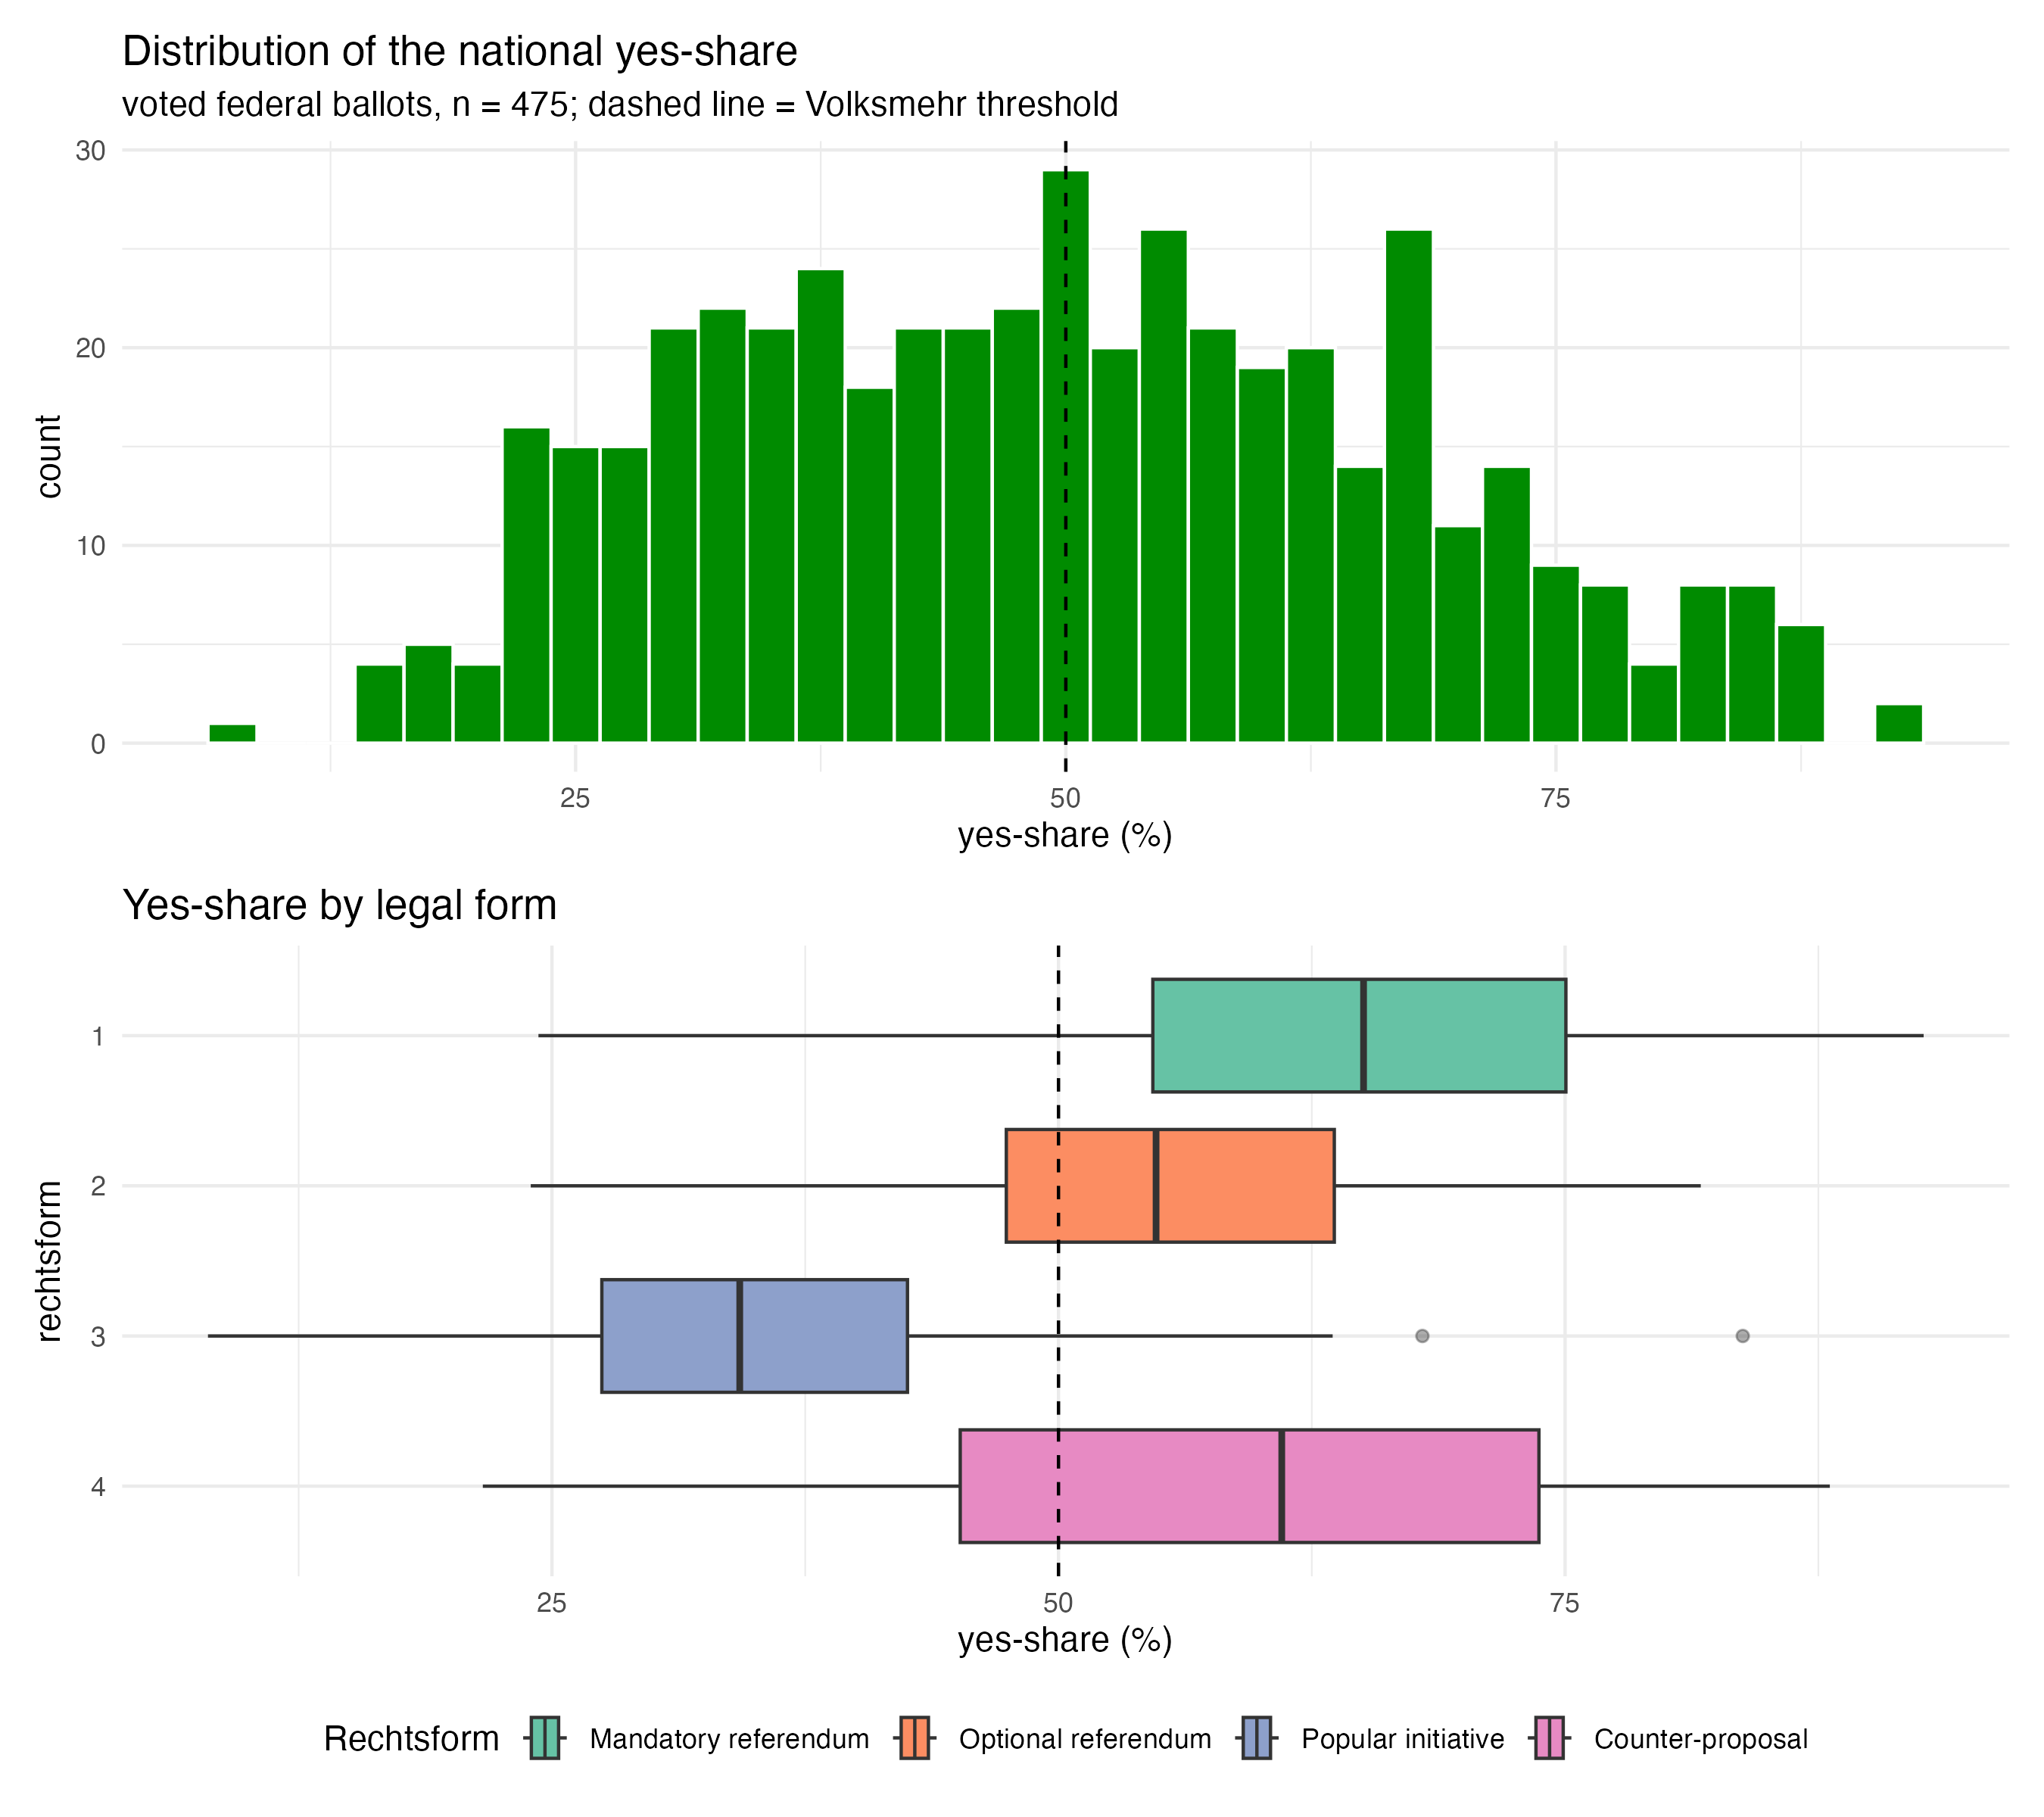 Distribution of the national yes-share
voted federal ballots, n = 475; dashed line = Volksmehr threshold
30
20
10
0
count
25 50 75
yes-share (%)
Yes-share by legal form
1
2
3
4
rechtsform
25 50 75
yes-share (%)
Rechtsform Mandatory referendum Optional referendum Popular initiative Counter-proposal